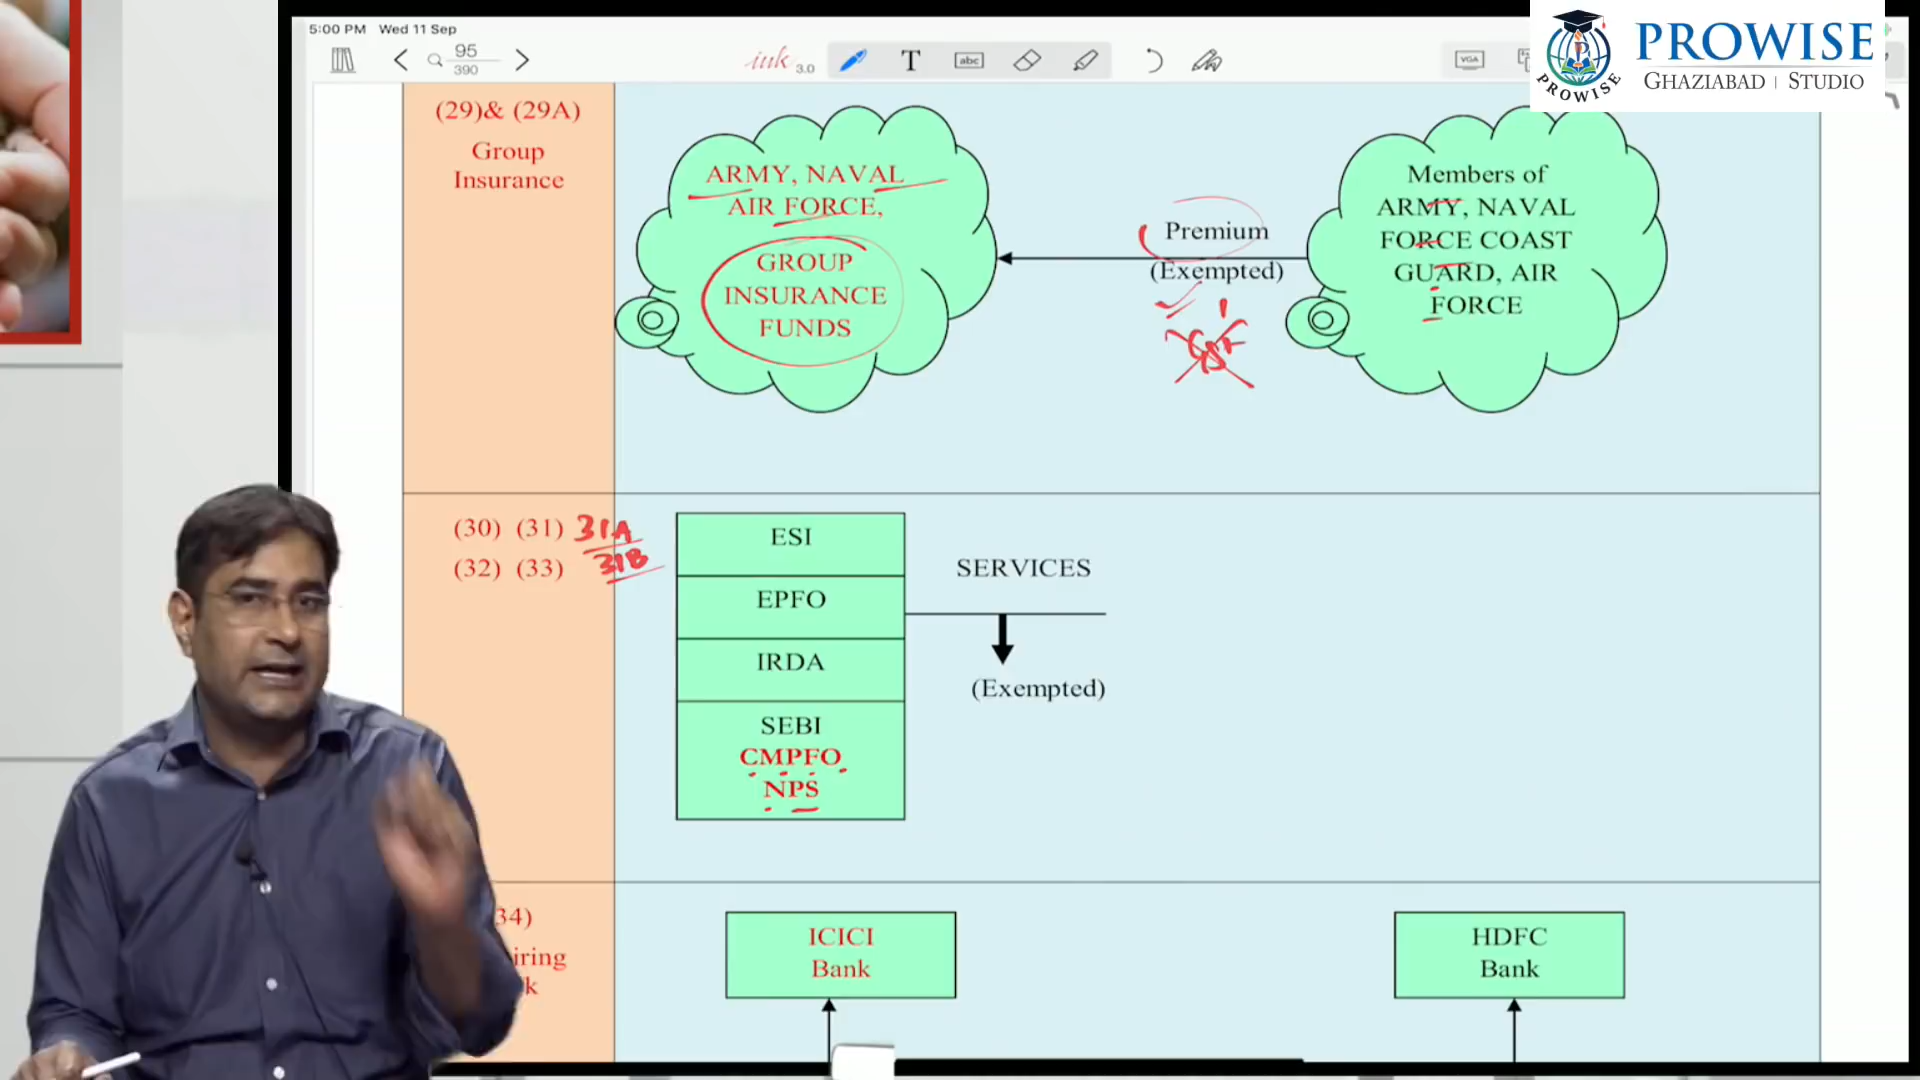 5:00 PM Wed 11 Sep
95
390
ink 3.0
T
abc
VGA
PROWISE
PROWISE
GHAZIABAD | STUDIO
(29)& (29A)
Group
Insurance
ARMY, NAVAL
AIR FORCE,
GROUP
INSURANCE
FUNDS
Premium
(Exempted)
GST
Members of
ARMY, NAVAL
FORCE COAST
GUARD, AIR
FORCE
(30) (31) 31A
(32) (33) 31B
ESI
EPFO
IRDA
SEBI
CMPFO
NPS
SERVICES
(Exempted)
34)
iring
k
ICICI
Bank
HDFC
Bank